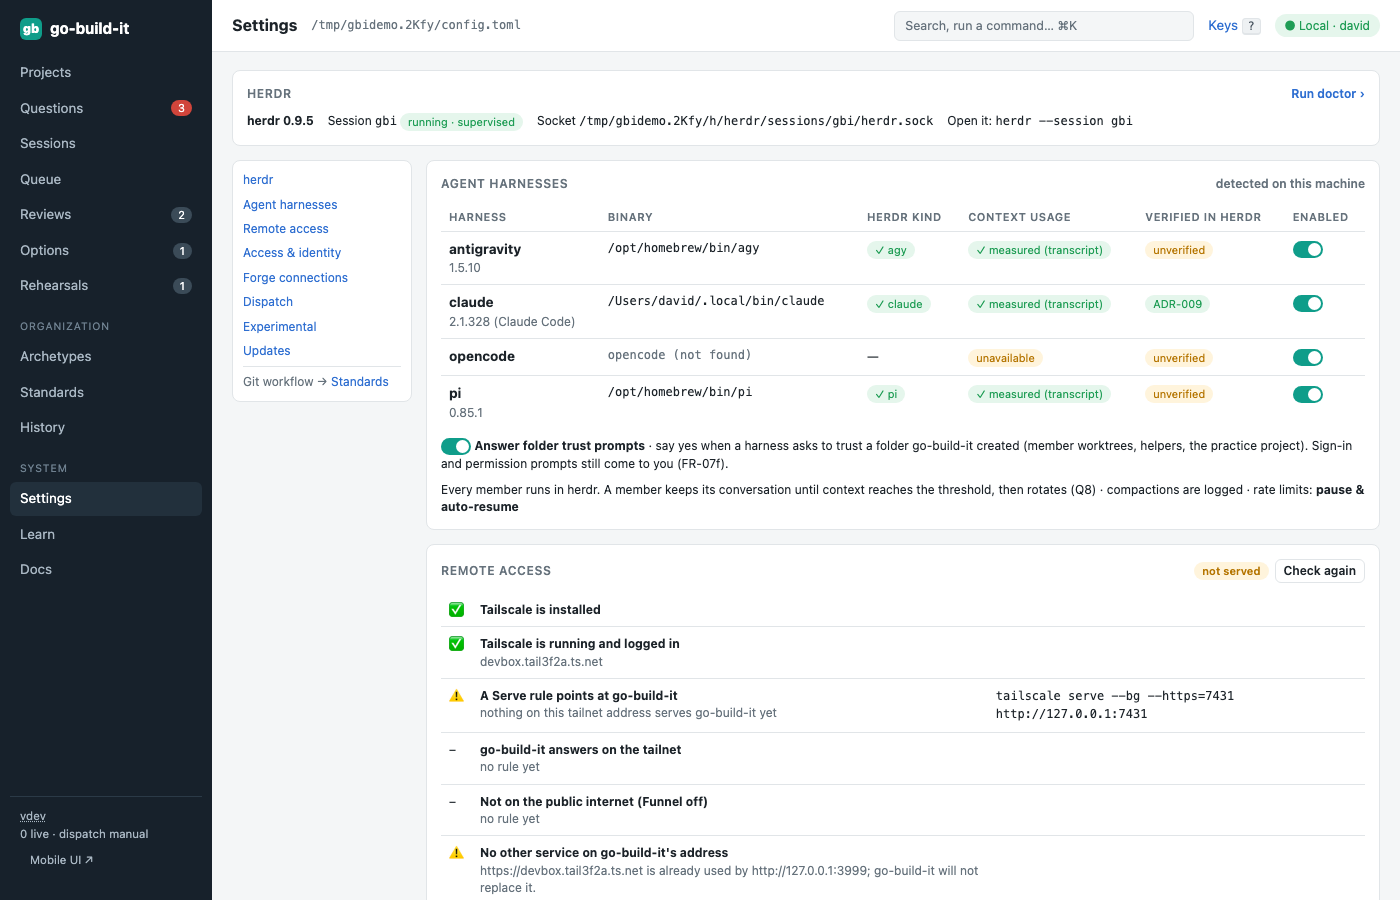 gb go-build-it
Projects
Questions 3
Sessions
Queue
Reviews 2
Options 1
Rehearsals 1
ORGANIZATION
Archetypes
Standards
History
SYSTEM
Settings
Learn
Docs
vdev
0 live · dispatch manual
Mobile UI ↗
Settings /tmp/gbidemo.2Kfy/config.toml
Search, run a command… ⌘K
Keys ?
Local · david
HERDR
Run doctor ›
herdr 0.9.5 Session gbi running · supervised Socket /tmp/gbidemo.2Kfy/h/herdr/sessions/gbi/herdr.sock Open it: herdr --session gbi
herdr
Agent harnesses
Remote access
Access & identity
Forge connections
Dispatch
Experimental
Updates
Git workflow → Standards
AGENT HARNESSES
detected on this machine
HARNESS BINARY HERDR KIND CONTEXT USAGE VERIFIED IN HERDR ENABLED
antigravity /opt/homebrew/bin/agy ✓ agy ✓ measured (transcript) unverified
1.5.10
claude /Users/david/.local/bin/claude ✓ claude ✓ measured (transcript) ADR-009
2.1.328 (Claude Code)
opencode opencode (not found) — unavailable unverified
pi /opt/homebrew/bin/pi ✓ pi ✓ measured (transcript) unverified
0.85.1
Answer folder trust prompts · say yes when a harness asks to trust a folder go-build-it created (member worktrees, helpers, the practice project). Sign-in
and permission prompts still come to you (FR-07f).
Every member runs in herdr. A member keeps its conversation until context reaches the threshold, then rotates (Q8) · compactions are logged · rate limits: pause &
auto-resume
REMOTE ACCESS
not served Check again
✅ Tailscale is installed
✅ Tailscale is running and logged in
devbox.tail3f2a.ts.net
⚠️ A Serve rule points at go-build-it
nothing on this tailnet address serves go-build-it yet
tailscale serve --bg --https=7431
http://127.0.0.1:7431
– go-build-it answers on the tailnet
no rule yet
– Not on the public internet (Funnel off)
no rule yet
⚠️ No other service on go-build-it's address
https://devbox.tail3f2a.ts.net is already used by http://127.0.0.1:3999; go-build-it will not
replace it.